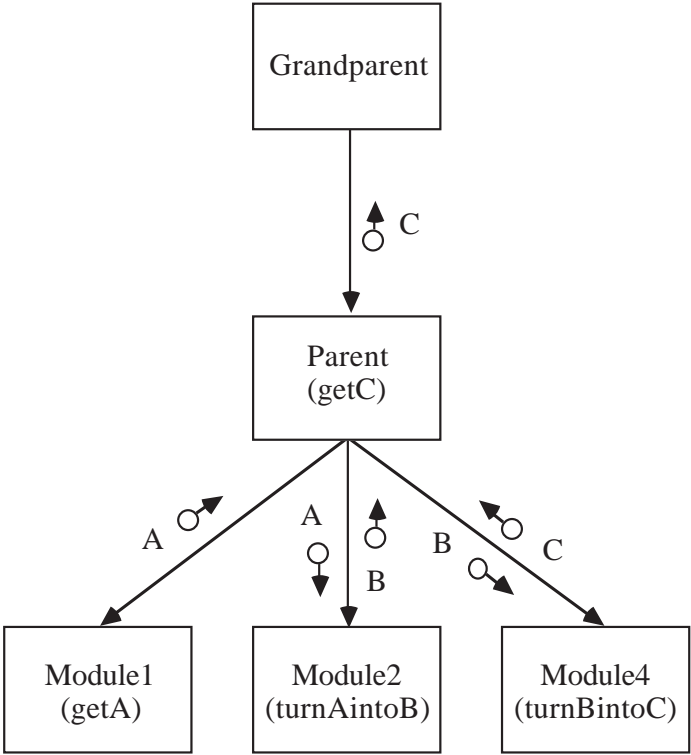 Grandparent
C
Parent
(getC)
A
A
B
B
C
Module1
(getA)
Module2
(turnAintoB)
Module4
(turnBintoC)